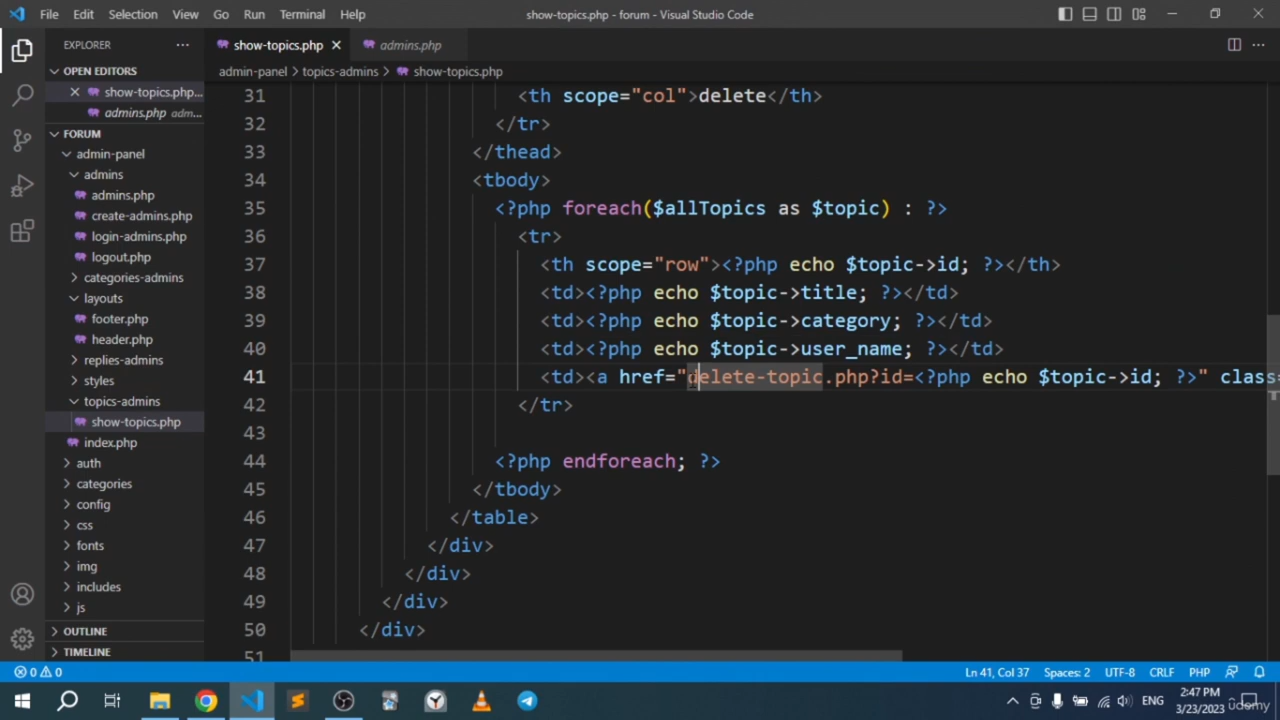 File Edit Selection View Go Run Terminal Help
show-topics.php - forum - Visual Studio Code
EXPLORER
OPEN EDITORS
show-topics.php...
admins.php adm...
FORUM
admin-panel
admins
admins.php
create-admins.php
login-admins.php
logout.php
categories-admins
layouts
footer.php
header.php
replies-admins
styles
topics-admins
show-topics.php
index.php
auth
categories
config
css
fonts
img
includes
js
OUTLINE
TIMELINE
show-topics.php
admins.php
admin-panel > topics-admins > show-topics.php
31 <th scope="col">delete</th>
32 </tr>
33 </thead>
34 <tbody>
35 <?php foreach($allTopics as $topic) : ?>
36 <tr>
37 <th scope="row"><?php echo $topic->id; ?></th>
38 <td><?php echo $topic->title; ?></td>
39 <td><?php echo $topic->category; ?></td>
40 <td><?php echo $topic->user_name; ?></td>
41 <td><a href="delete-topic.php?id=<?php echo $topic->id; ?>" class=
42 </tr>
43
44 <?php endforeach; ?>
45 </tbody>
46 </table>
47 </div>
48 </div>
49 </div>
50 </div>
51
0 0
Ln 41, Col 37 Spaces: 2 UTF-8 CRLF PHP
ENG
2:47 PM
3/23/2023
udemy